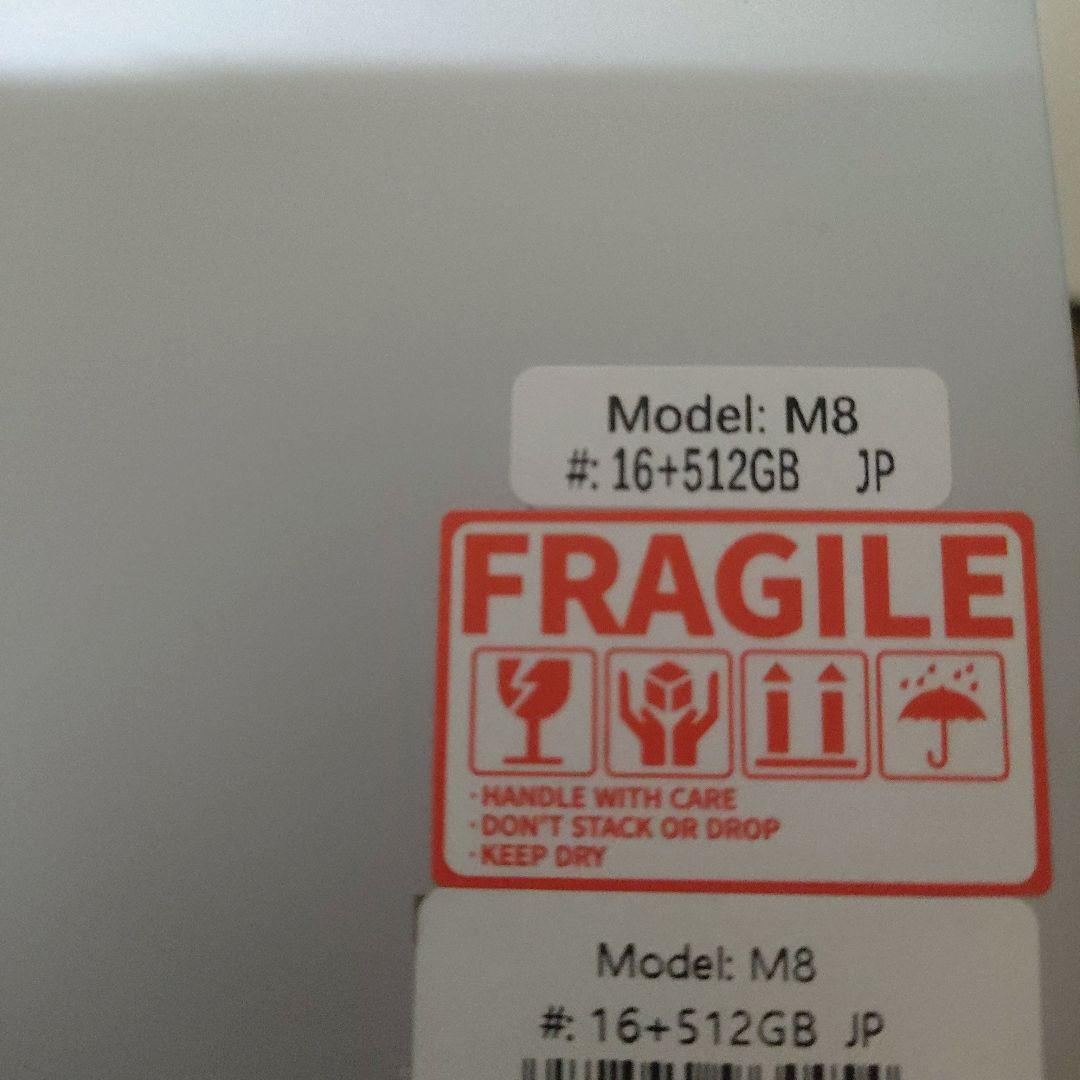 Model: M8
#: 16+512GB JP
FRAGILE
·HANDLE WITH CARE
·DON'T STACK OR DROP
·KEEP DRY
Model: M8
#: 16+512GB JP